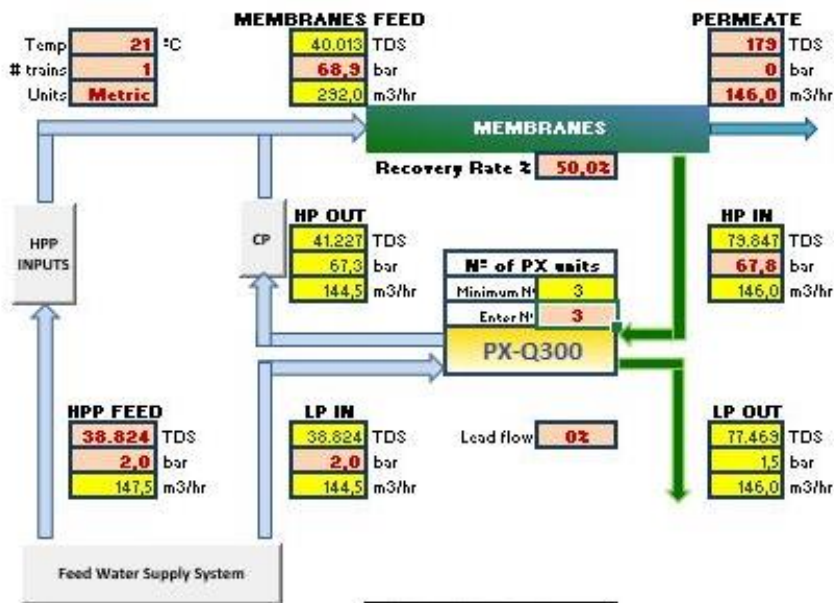 MEMBRANES FEED
40.013 TDS
68,9 bar
292,0 m3/hr
PERMEATE
179 TDS
0 bar
146,0 m3/hr
Temp 21 ºC
# trains 1
Units Metric
MEMBRANES
Recovery Rate % 50,0%
HPP INPUTS
CP
HP OUT
41.227 TDS
67,3 bar
144,5 m3/hr
Nº of PX units
Minimum Nº 3
Enter Nº 3
PX-Q300
HP IN
79.847 TDS
67,8 bar
146,0 m3/hr
HPP FEED
38.824 TDS
2,0 bar
147,5 m3/hr
LP IN
38.824 TDS
2,0 bar
144,5 m3/hr
Lead flow 0%
LP OUT
77.469 TDS
1,5 bar
146,0 m3/hr
Feed Water Supply System